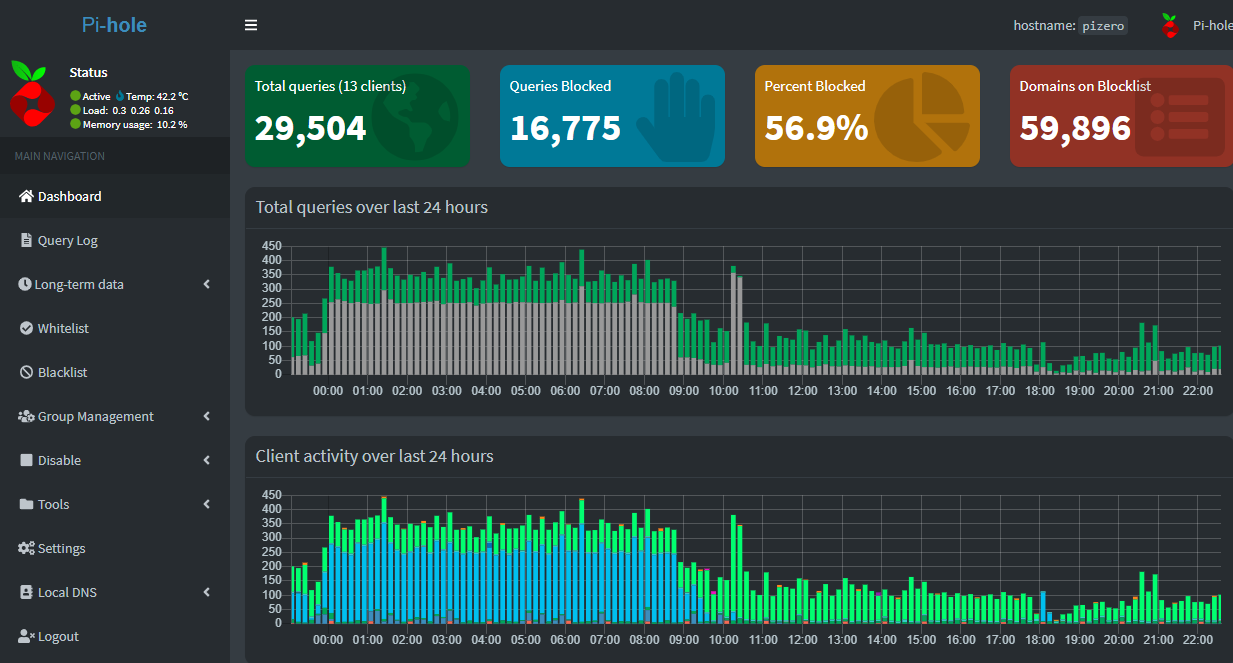 Pi-hole
hostname: pizero
Pi-hole
Status
Active Temp: 42.2 °C
Load: 0.3 0.26 0.16
Memory usage: 10.2 %
MAIN NAVIGATION
Dashboard
Query Log
Long-term data
Whitelist
Blacklist
Group Management
Disable
Tools
Settings
Local DNS
Logout
Total queries (13 clients)
29,504
Queries Blocked
16,775
Percent Blocked
56.9%
Domains on Blocklist
59,896
Total queries over last 24 hours
450
400
350
300
250
200
150
100
50
0
00:00 01:00 02:00 03:00 04:00 05:00 06:00 07:00 08:00 09:00 10:00 11:00 12:00 13:00 14:00 15:00 16:00 17:00 18:00 19:00 20:00 21:00 22:00
Client activity over last 24 hours
450
400
350
300
250
200
150
100
50
0
00:00 01:00 02:00 03:00 04:00 05:00 06:00 07:00 08:00 09:00 10:00 11:00 12:00 13:00 14:00 15:00 16:00 17:00 18:00 19:00 20:00 21:00 22:00